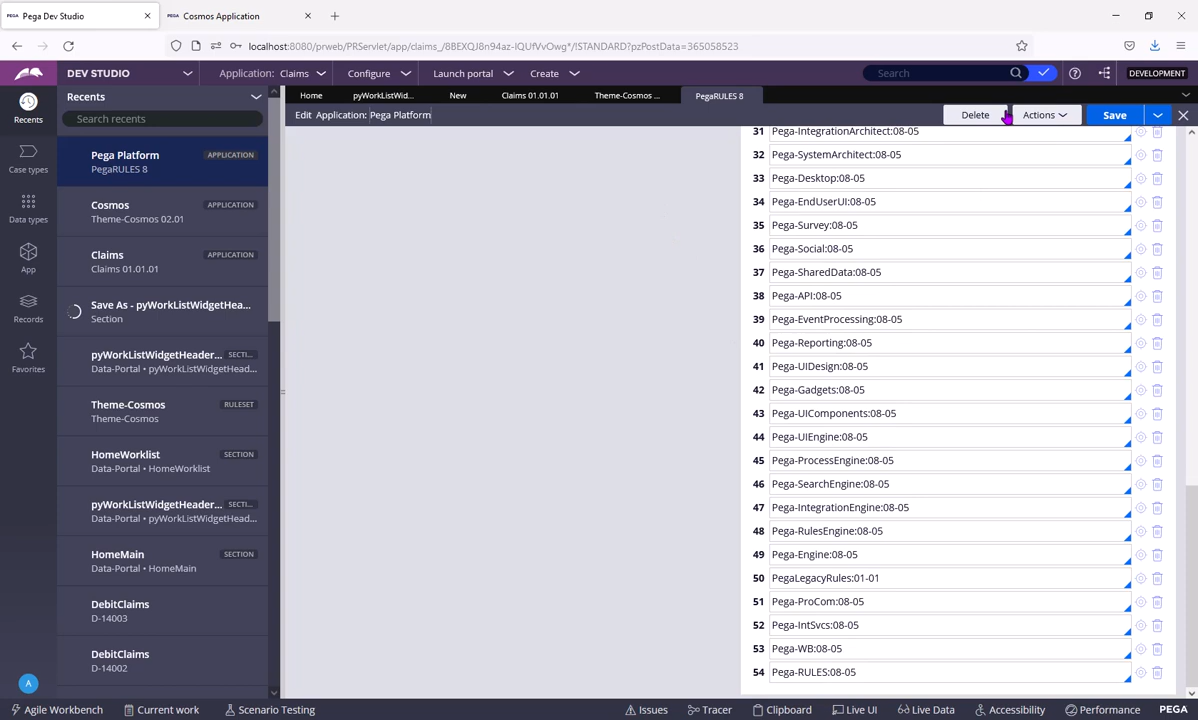 PEGA Pega Dev Studio
PEGA Cosmos Application
localhost:8080/prweb/PRServlet/app/claims_/8BEXQJ8n94az-lQUfVvOwg*/!STANDARD?pzPostData=365058523
DEV STUDIO
Application: Claims
Configure
Launch portal
Create
Search
DEVELOPMENT
Recents
Home
pyWorkListWid...
New
Claims 01.01.01
Theme-Cosmos ...
PegaRULES 8
Search recents
Edit Application: Pega Platform
Delete
Actions
Save
Recents
Case types
Data types
App
Records
Favorites
A
Pega Platform APPLICATION
PegaRULES 8
Cosmos APPLICATION
Theme-Cosmos 02.01
Claims APPLICATION
Claims 01.01.01
Save As - pyWorkListWidgetHea...
Section
pyWorkListWidgetHeader... SECTI...
Data-Portal • pyWorkListWidgetHead...
Theme-Cosmos RULESET
Theme-Cosmos
HomeWorklist SECTION
Data-Portal • HomeWorklist
pyWorkListWidgetHeader... SECTI...
Data-Portal • pyWorkListWidgetHead...
HomeMain SECTION
Data-Portal • HomeMain
DebitClaims
D-14003
DebitClaims
D-14002
31 Pega-IntegrationArchitect:08-05
32 Pega-SystemArchitect:08-05
33 Pega-Desktop:08-05
34 Pega-EndUserUI:08-05
35 Pega-Survey:08-05
36 Pega-Social:08-05
37 Pega-SharedData:08-05
38 Pega-API:08-05
39 Pega-EventProcessing:08-05
40 Pega-Reporting:08-05
41 Pega-UIDesign:08-05
42 Pega-Gadgets:08-05
43 Pega-UIComponents:08-05
44 Pega-UIEngine:08-05
45 Pega-ProcessEngine:08-05
46 Pega-SearchEngine:08-05
47 Pega-IntegrationEngine:08-05
48 Pega-RulesEngine:08-05
49 Pega-Engine:08-05
50 PegaLegacyRules:01-01
51 Pega-ProCom:08-05
52 Pega-IntSvcs:08-05
53 Pega-WB:08-05
54 Pega-RULES:08-05
Agile Workbench
Current work
Scenario Testing
Issues
Tracer
Clipboard
Live UI
Live Data
Accessibility
Performance
PEGA